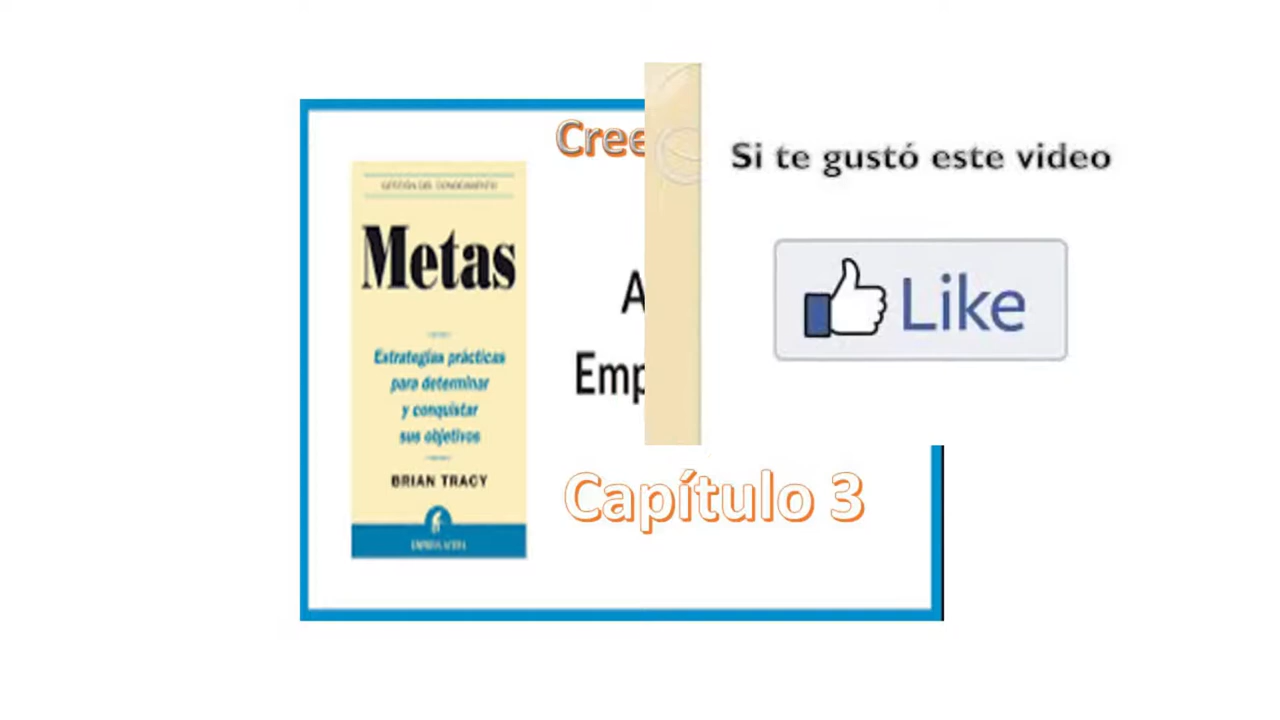 Cree
GESTIÓN DEL CONOCIMIENTO
Metas
Estrategias prácticas
para determinar
y conquistar
sus objetivos
BRIAN TRACY
EMPRESA ACTIVA
A
Emp
Capítulo 3
Si te gustó este video
Like